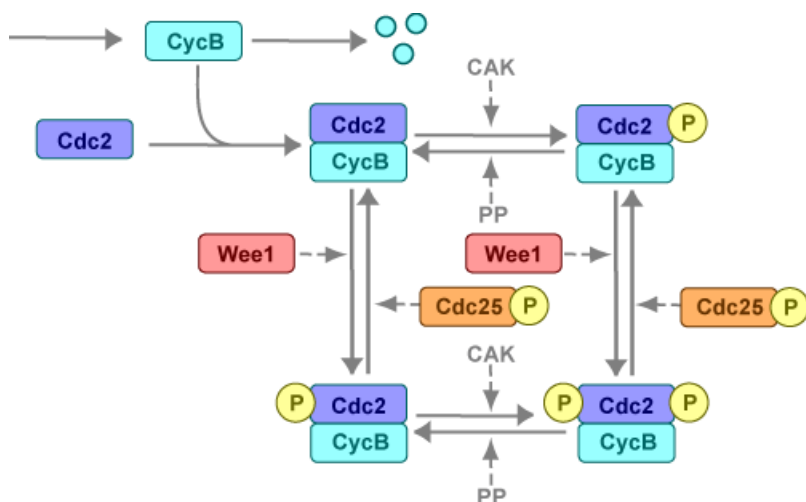 CycB
CAK
Cdc2
Cdc2
Cdc2 P
CycB
CycB
PP
Wee1
Wee1
Cdc25 P
Cdc25 P
CAK
P Cdc2
P Cdc2 P
CycB
CycB
PP